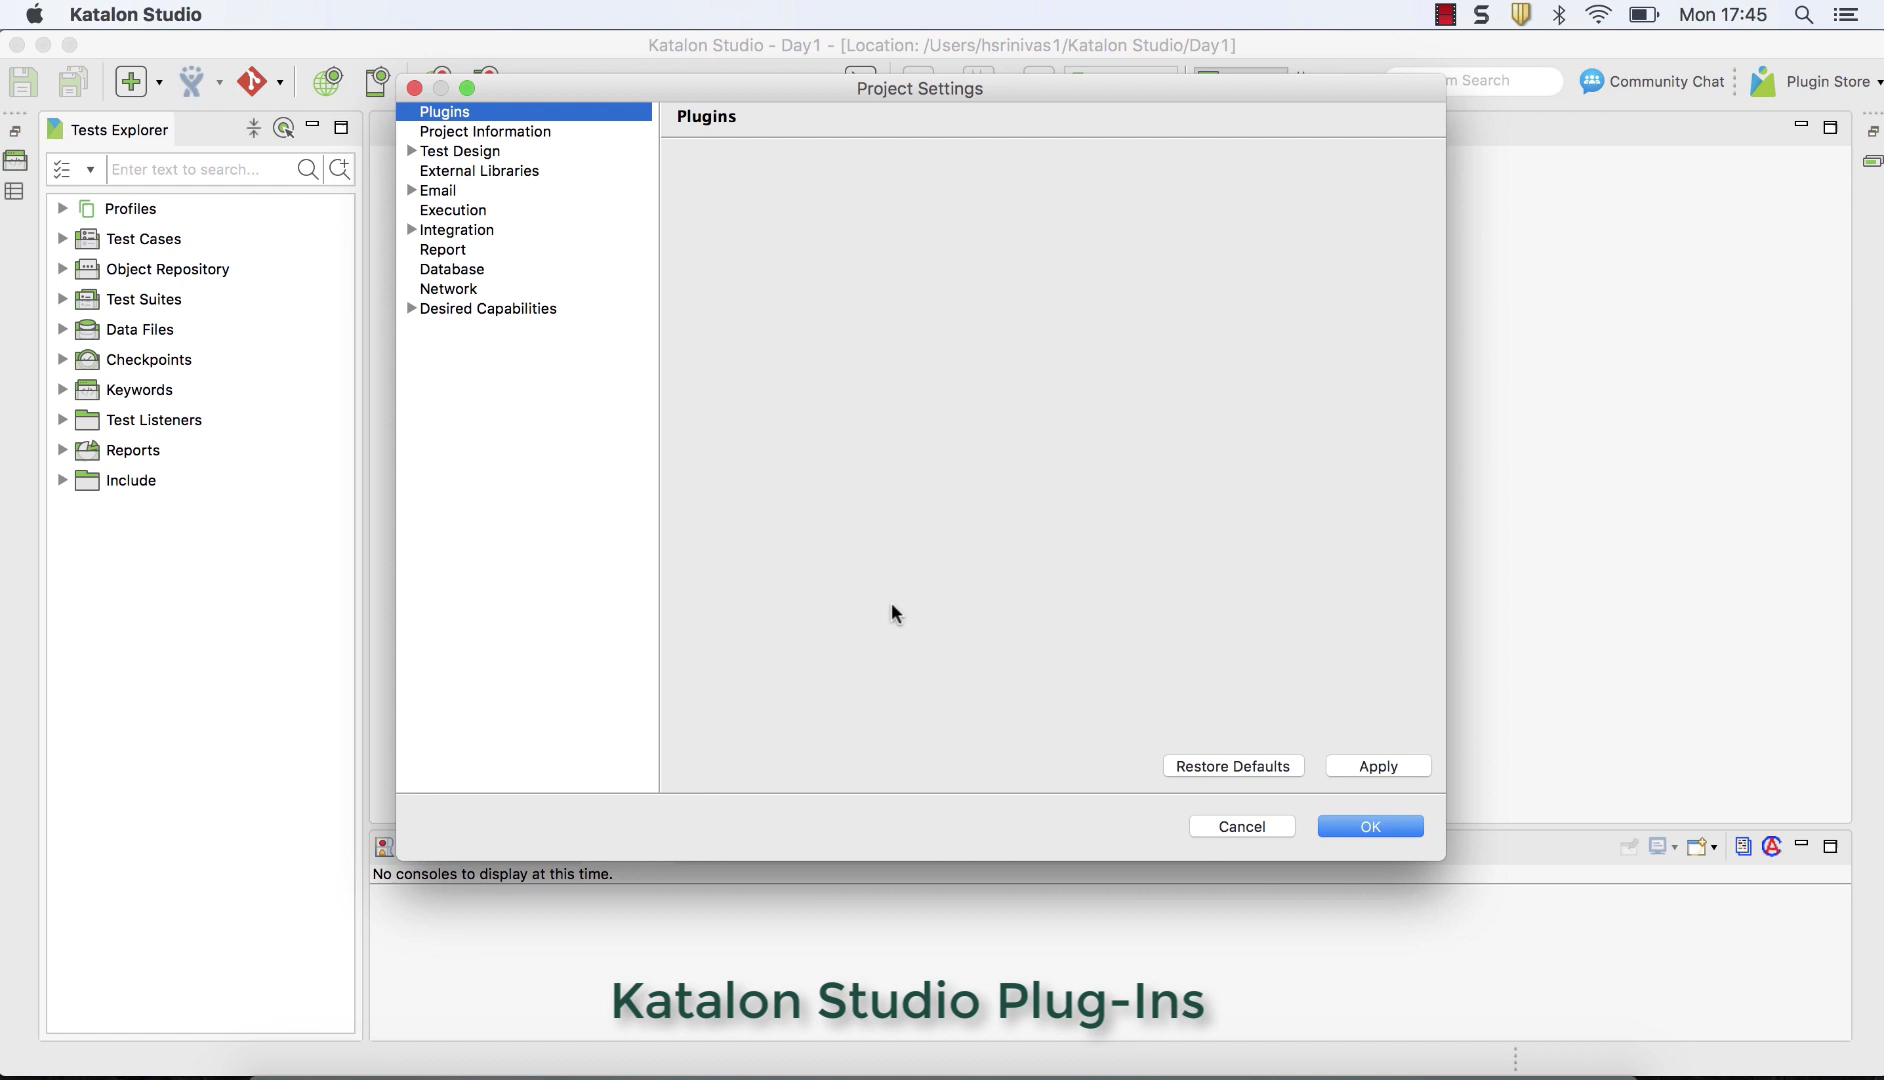 Katalon Studio
Mon 17:45
Katalon Studio - Day1 - [Location: /Users/hsrinivas1/Katalon Studio/Day1]
Search
Community Chat
Plugin Store
Project Settings
Tests Explorer
Enter text to search...
Profiles
Test Cases
Object Repository
Test Suites
Data Files
Checkpoints
Keywords
Test Listeners
Reports
Include
Plugins
Project Information
Test Design
External Libraries
Email
Execution
Integration
Report
Database
Network
Desired Capabilities
Plugins
Restore Defaults
Apply
Cancel
OK
No consoles to display at this time.
Katalon Studio Plug-Ins